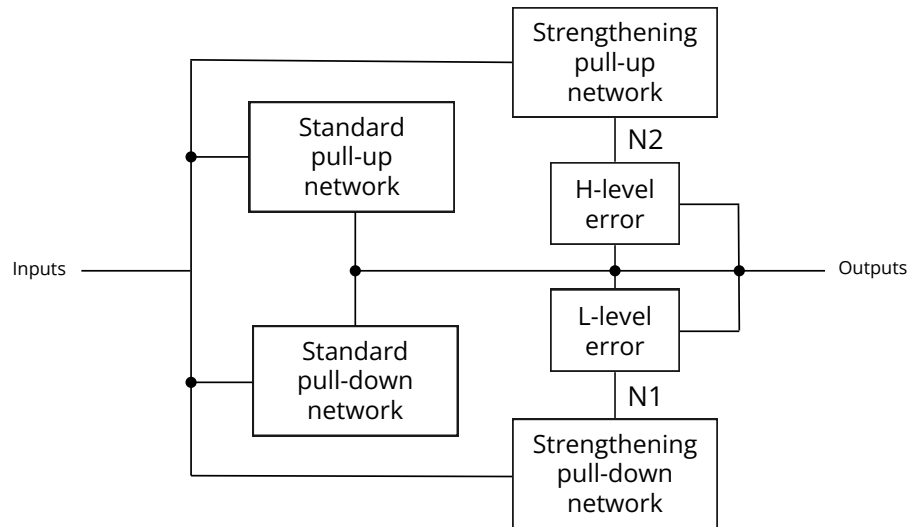 Strengthening
pull-up
network
Standard
pull-up
network
N2
H-level
error
Inputs
Outputs
L-level
error
Standard
pull-down
network
N1
Strengthening
pull-down
network